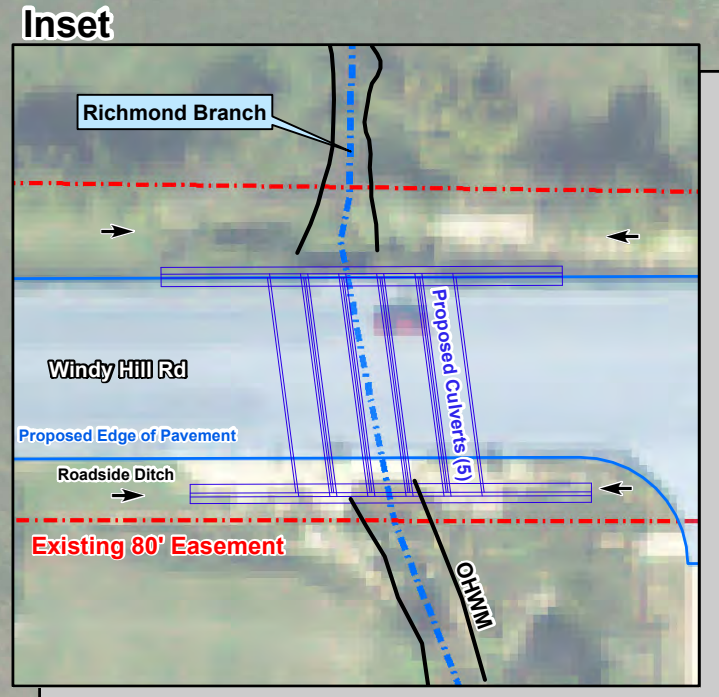 Inset
Richmond Branch
Proposed Culverts (5)
Windy Hill Rd
Proposed Edge of Pavement
Roadside Ditch
Existing 80' Easement
OHWM